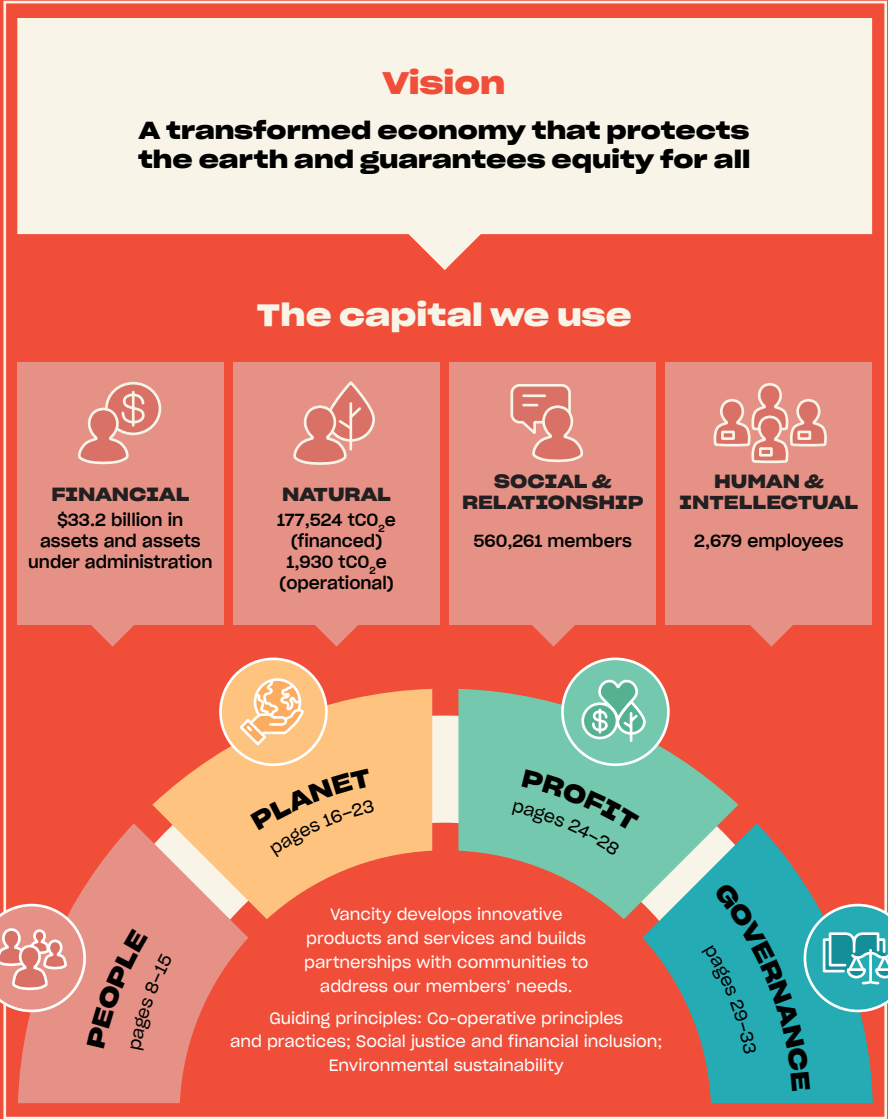 Vision
A transformed economy that protects
the earth and guarantees equity for all
The capital we use
FINANCIAL
$33.2 billion in
assets and assets
under administration
NATURAL
177,524 tCO₂e
(financed)
1,930 tCO₂e
(operational)
SOCIAL &
RELATIONSHIP
560,261 members
HUMAN &
INTELLECTUAL
2,679 employees
PEOPLE
pages 8–15
PLANET
pages 16–23
PROFIT
pages 24–28
GOVERNANCE
pages 29–33
Vancity develops innovative
products and services and builds
partnerships with communities to
address our members’ needs.
Guiding principles: Co-operative principles
and practices; Social justice and financial inclusion;
Environmental sustainability